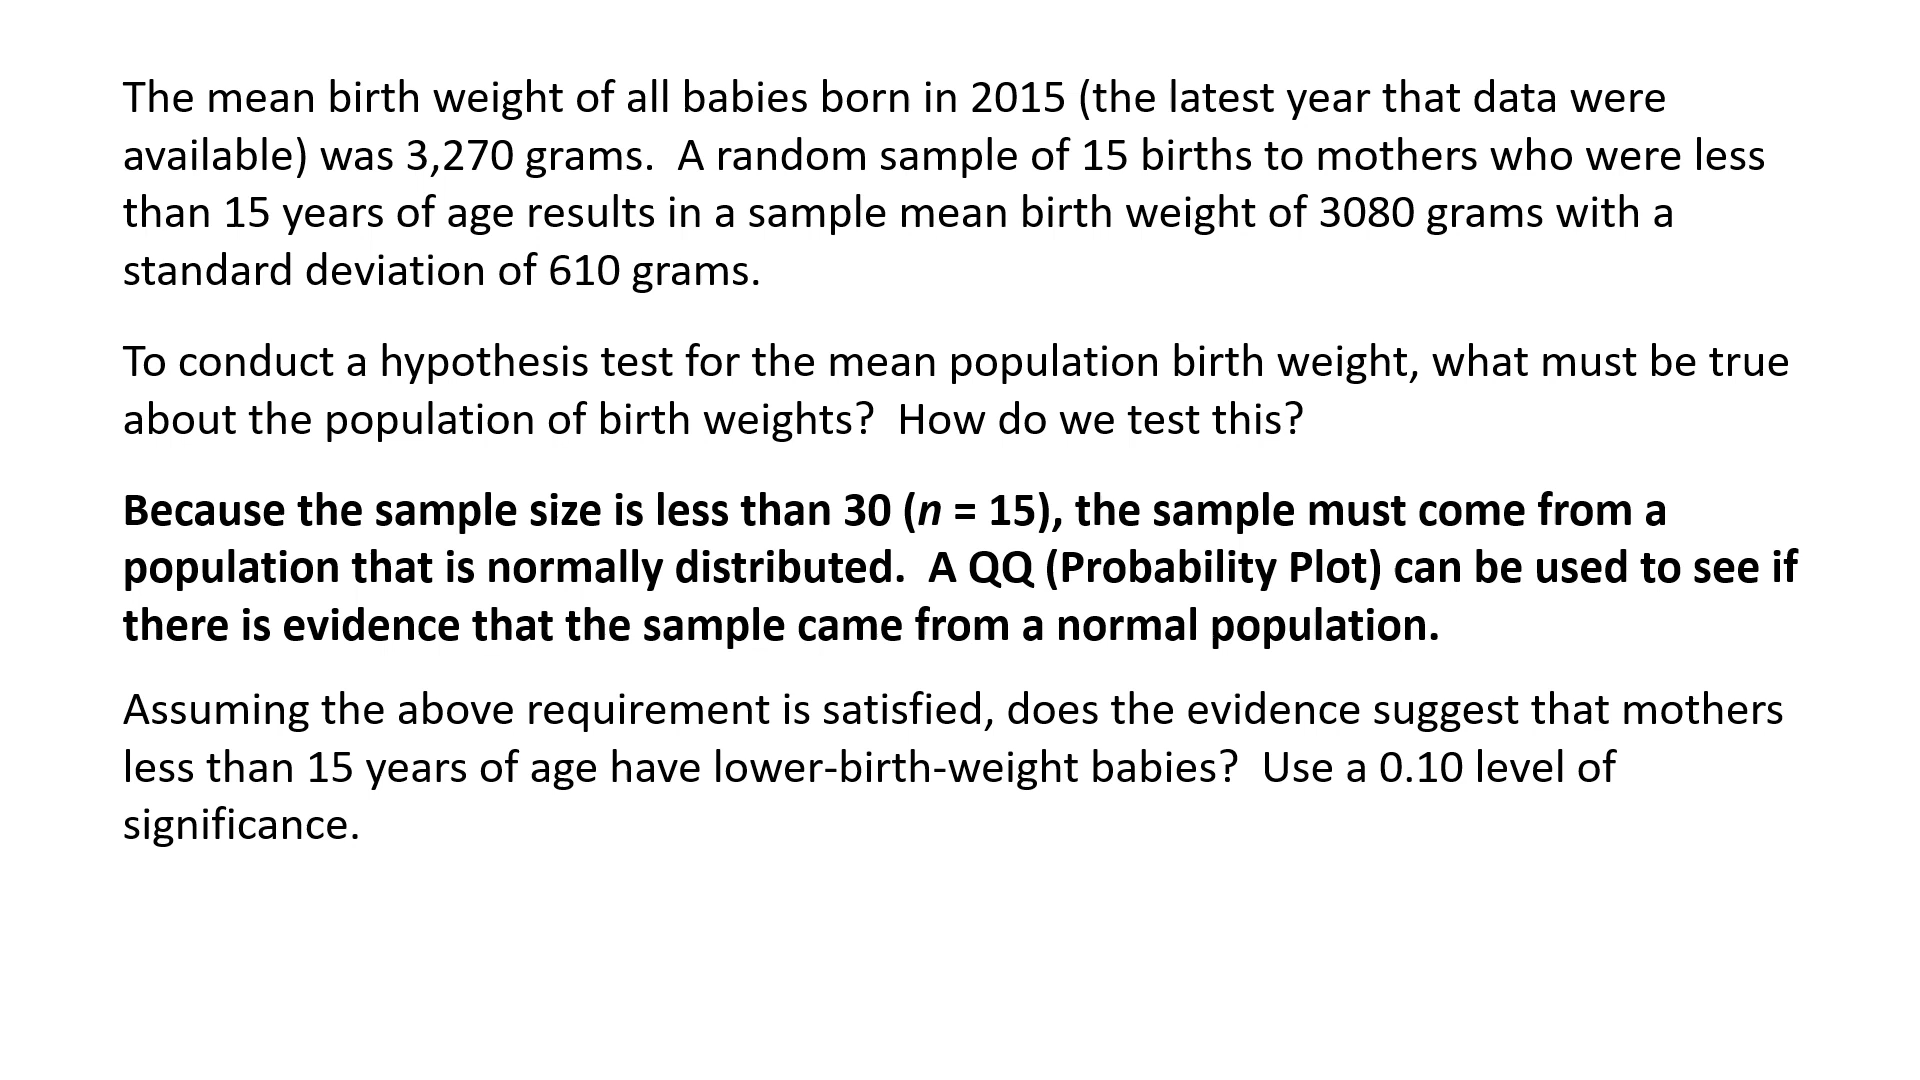 The mean birth weight of all babies born in 2015 (the latest year that data were
available) was 3,270 grams.  A random sample of 15 births to mothers who were less
than 15 years of age results in a sample mean birth weight of 3080 grams with a
standard deviation of 610 grams.
To conduct a hypothesis test for the mean population birth weight, what must be true
about the population of birth weights?  How do we test this?
Because the sample size is less than 30 (n = 15), the sample must come from a
population that is normally distributed.  A QQ (Probability Plot) can be used to see if
there is evidence that the sample came from a normal population.
Assuming the above requirement is satisfied, does the evidence suggest that mothers
less than 15 years of age have lower-birth-weight babies?  Use a 0.10 level of
significance.